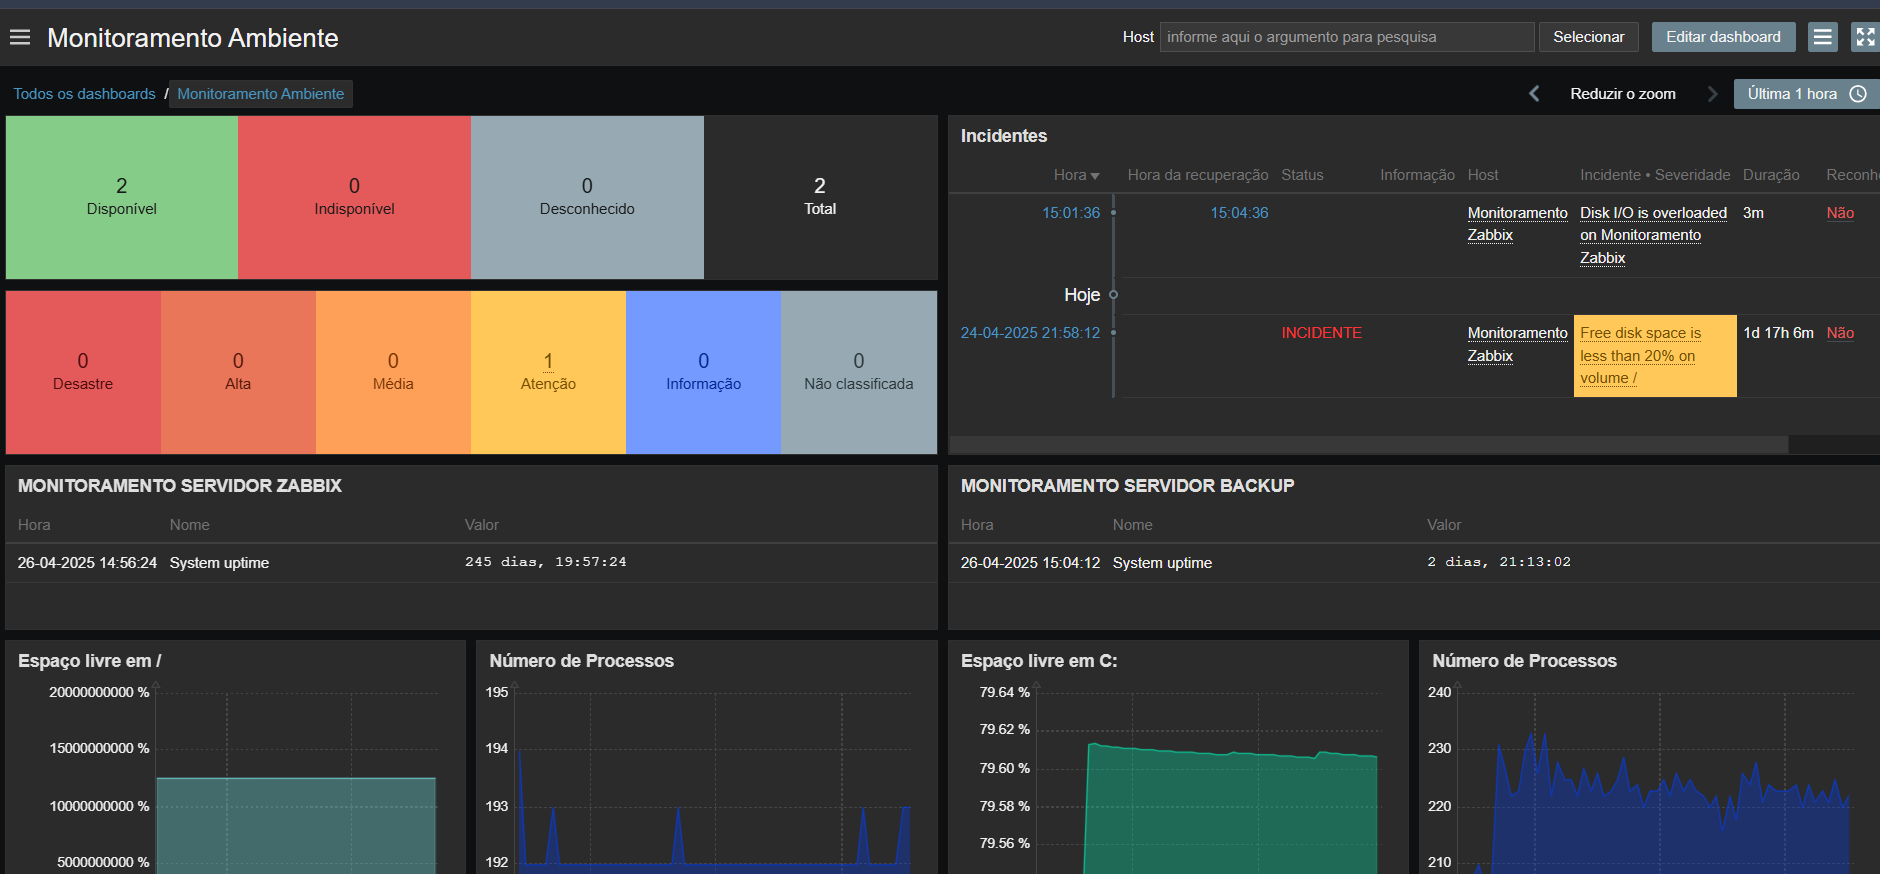 Monitoramento Ambiente
Host informe aqui o argumento para pesquisa Selecionar Editar dashboard
Todos os dashboards / Monitoramento Ambiente
Reduzir o zoom Última 1 hora
2
Disponível
0
Indisponível
0
Desconhecido
2
Total
0
Desastre
0
Alta
0
Média
1
Atenção
0
Informação
0
Não classificada
Incidentes
Hora Hora da recuperação Status Informação Host Incidente • Severidade Duração Reconhe
15:01:36 15:04:36 Monitoramento Disk I/O is overloaded 3m Não
Zabbix on Monitoramento
Zabbix
Hoje
24-04-2025 21:58:12 INCIDENTE Monitoramento Free disk space is 1d 17h 6m Não
Zabbix less than 20% on
volume /
MONITORAMENTO SERVIDOR ZABBIX
Hora Nome Valor
26-04-2025 14:56:24 System uptime 245 dias, 19:57:24
MONITORAMENTO SERVIDOR BACKUP
Hora Nome Valor
26-04-2025 15:04:12 System uptime 2 dias, 21:13:02
Espaço livre em /
20000000000 %
15000000000 %
10000000000 %
5000000000 %
Número de Processos
195
194
193
192
Espaço livre em C:
79.64 %
79.62 %
79.60 %
79.58 %
79.56 %
Número de Processos
240
230
220
210